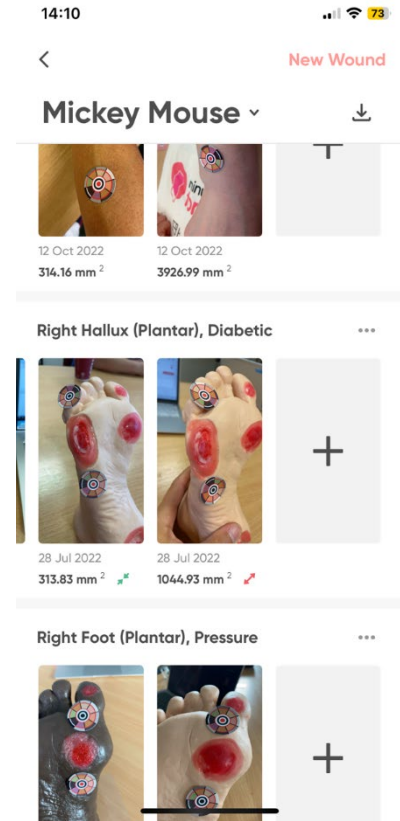 14:10
73
New Wound
Mickey Mouse
12 Oct 2022
12 Oct 2022
314.16 mm 2
3926.99 mm 2
Right Hallux (Plantar), Diabetic
28 Jul 2022
28 Jul 2022
313.83 mm 2
1044.93 mm 2
Right Foot (Plantar), Pressure